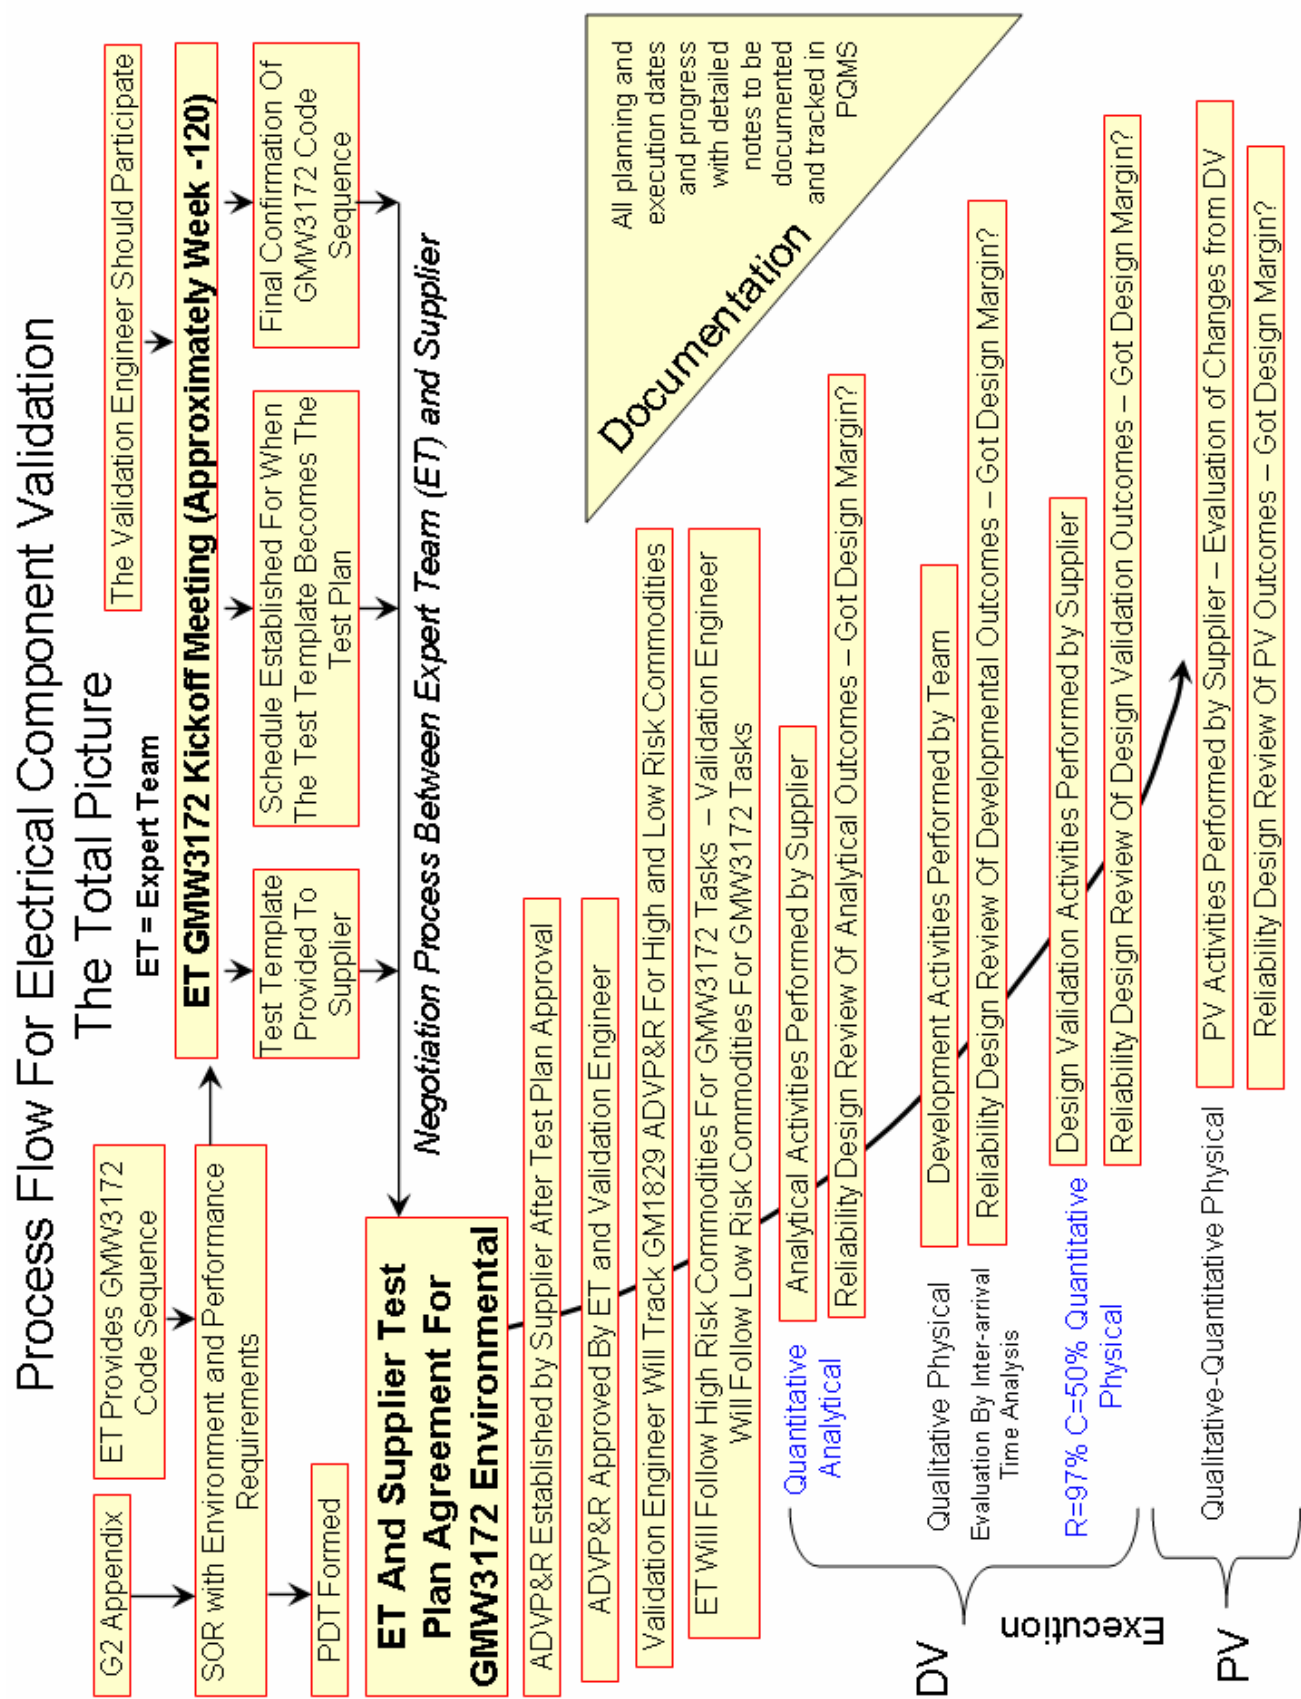 Process Flow For Electrical Component Validation
The Total Picture
ET = Expert Team
G2 Appendix
ET Provides GMW3172
Code Sequence
The Validation Engineer Should Participate
SOR with Environment and Performance
Requirements
ET GMW3172 Kickoff Meeting (Approximately Week -120)
PDT Formed
Test Template
Provided To
Supplier
Schedule Established For When
The Test Template Becomes The
Test Plan
Final Confirmation Of
GMW3172 Code
Sequence
Negotiation Process Between Expert Team (ET) and Supplier
ET And Supplier Test
Plan Agreement For
GMW3172 Environmental
ADVP&R Established by Supplier After Test Plan Approval
ADVP&R Approved By ET and Validation Engineer
Validation Engineer Will Track GM1829 ADVP&R For High and Low Risk Commodities
ET Will Follow High Risk Commodities For GMW3172 Tasks – Validation Engineer
Will Follow Low Risk Commodities For GMW3172 Tasks
Documentation
All planning and
execution dates
and progress
with detailed
notes to be
documented
and tracked in
PQMS
Quantitative
Analytical
Analytical Activities Performed by Supplier
Reliability Design Review Of Analytical Outcomes – Got Design Margin?
DV
Qualitative Physical
Evaluation By Inter-arrival
Time Analysis
Development Activities Performed by Team
Reliability Design Review Of Developmental Outcomes – Got Design Margin?
Execution
R=97% C=50% Quantitative
Physical
Design Validation Activities Performed by Supplier
Reliability Design Review Of Design Validation Outcomes – Got Design Margin?
PV
Qualitative-Quantitative Physical
PV Activities Performed by Supplier – Evaluation of Changes from DV
Reliability Design Review Of PV Outcomes – Got Design Margin?